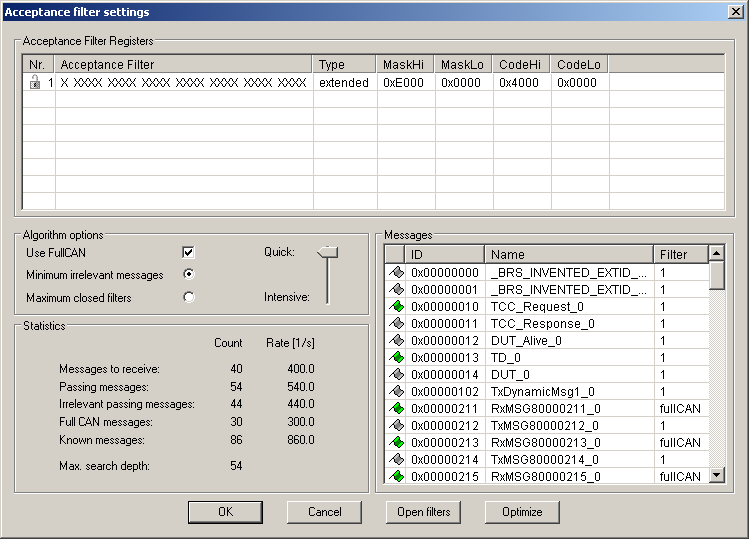 Acceptance filter settings
Acceptance Filter Registers
Nr. Acceptance Filter Type MaskHi MaskLo CodeHi CodeLo
1 X XXXX XXXX XXXX XXXX XXXX XXXX XXXX extended 0xE000 0x0000 0x4000 0x0000
Algorithm options
Use FullCAN
Minimum irrelevant messages
Maximum closed filters
Quick:
Intensive:
Statistics
Count Rate [1/s]
Messages to receive: 40 400.0
Passing messages: 54 540.0
Irrelevant passing messages: 44 440.0
Full CAN messages: 30 300.0
Known messages: 86 860.0
Max. search depth: 54
Messages
ID Name Filter
0x00000000 _BRS_INVENTED_EXTID_... 1
0x00000001 _BRS_INVENTED_EXTID_... 1
0x00000010 TCC_Request_0 1
0x00000011 TCC_Response_0 1
0x00000012 DUT_Alive_0 1
0x00000013 TD_0 1
0x00000014 DUT_0 1
0x00000102 TxDynamicMsg1_0 1
0x00000211 RxMSG80000211_0 fullCAN
0x00000212 TxMSG80000212_0 1
0x00000213 RxMSG80000213_0 fullCAN
0x00000214 TxMSG80000214_0 1
0x00000215 RxMSG80000215_0 fullCAN
OK Cancel Open filters Optimize